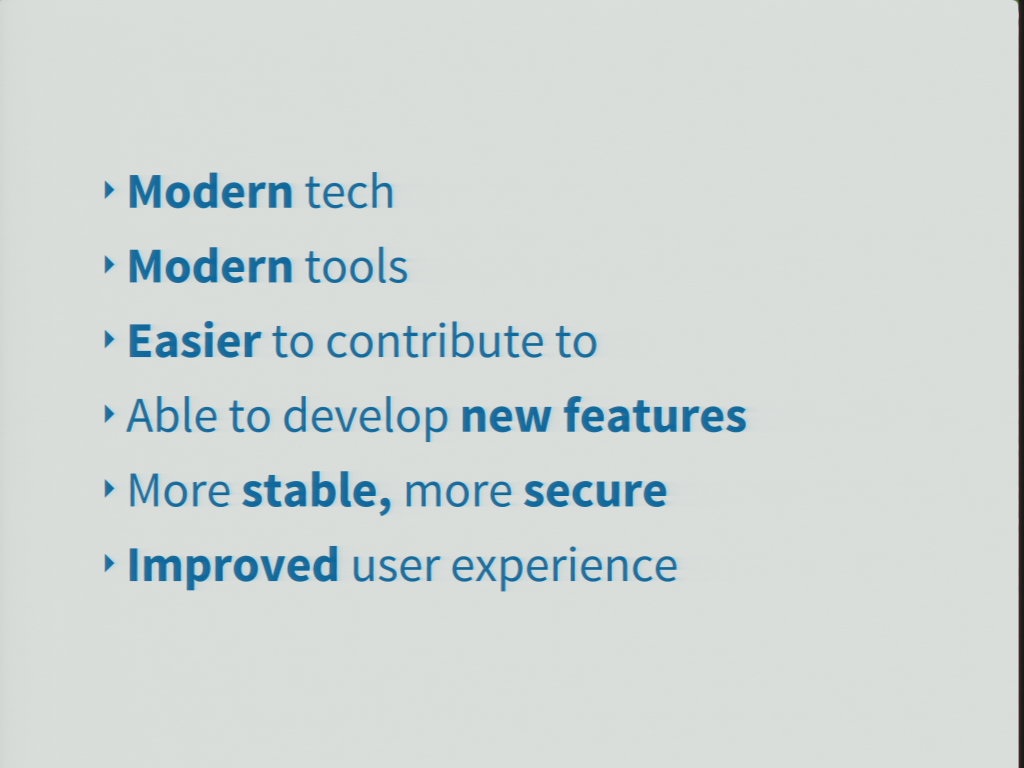 Modern tech
Modern tools
Easier to contribute to
Able to develop new features
More stable, more secure
Improved user experience